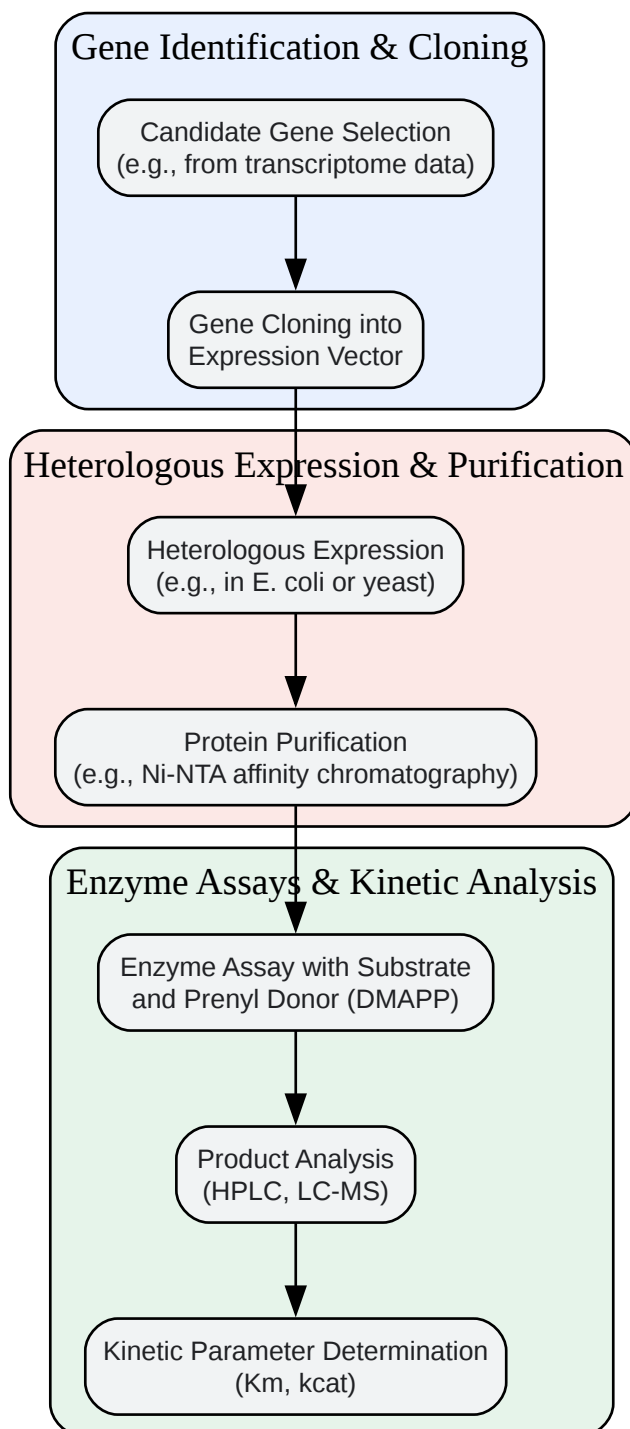 Gene Identification & Cloning
Candidate Gene Selection
(e.g., from transcriptome data)
Gene Cloning into
Expression Vector
Heterologous Expression & Purification
Heterologous Expression
(e.g., in E. coli or yeast)
Protein Purification
(e.g., Ni-NTA affinity chromatography)
Enzyme Assays & Kinetic Analysis
Enzyme Assay with Substrate
and Prenyl Donor (DMAPP)
Product Analysis
(HPLC, LC-MS)
Kinetic Parameter Determination
(Km, kcat)